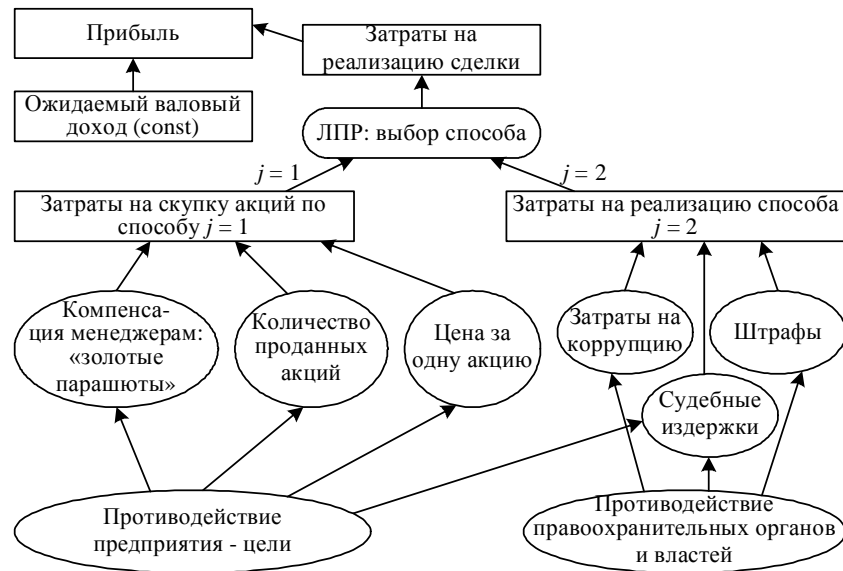 Прибыль
Затраты на
реализацию сделки
Ожидаемый валовый
доход (const)
ЛПР: выбор способа
j = 1
j = 2
Затраты на скупку акций по
способу j = 1
Затраты на реализацию способа
j = 2
Компенса-
ция менеджерам:
«золотые
парашюты»
Количество
проданных
акций
Цена за
одну акцию
Затраты на
коррупцию
Штрафы
Судебные
издержки
Противодействие
предприятия - цели
Противодействие
правоохранительных органов
и властей